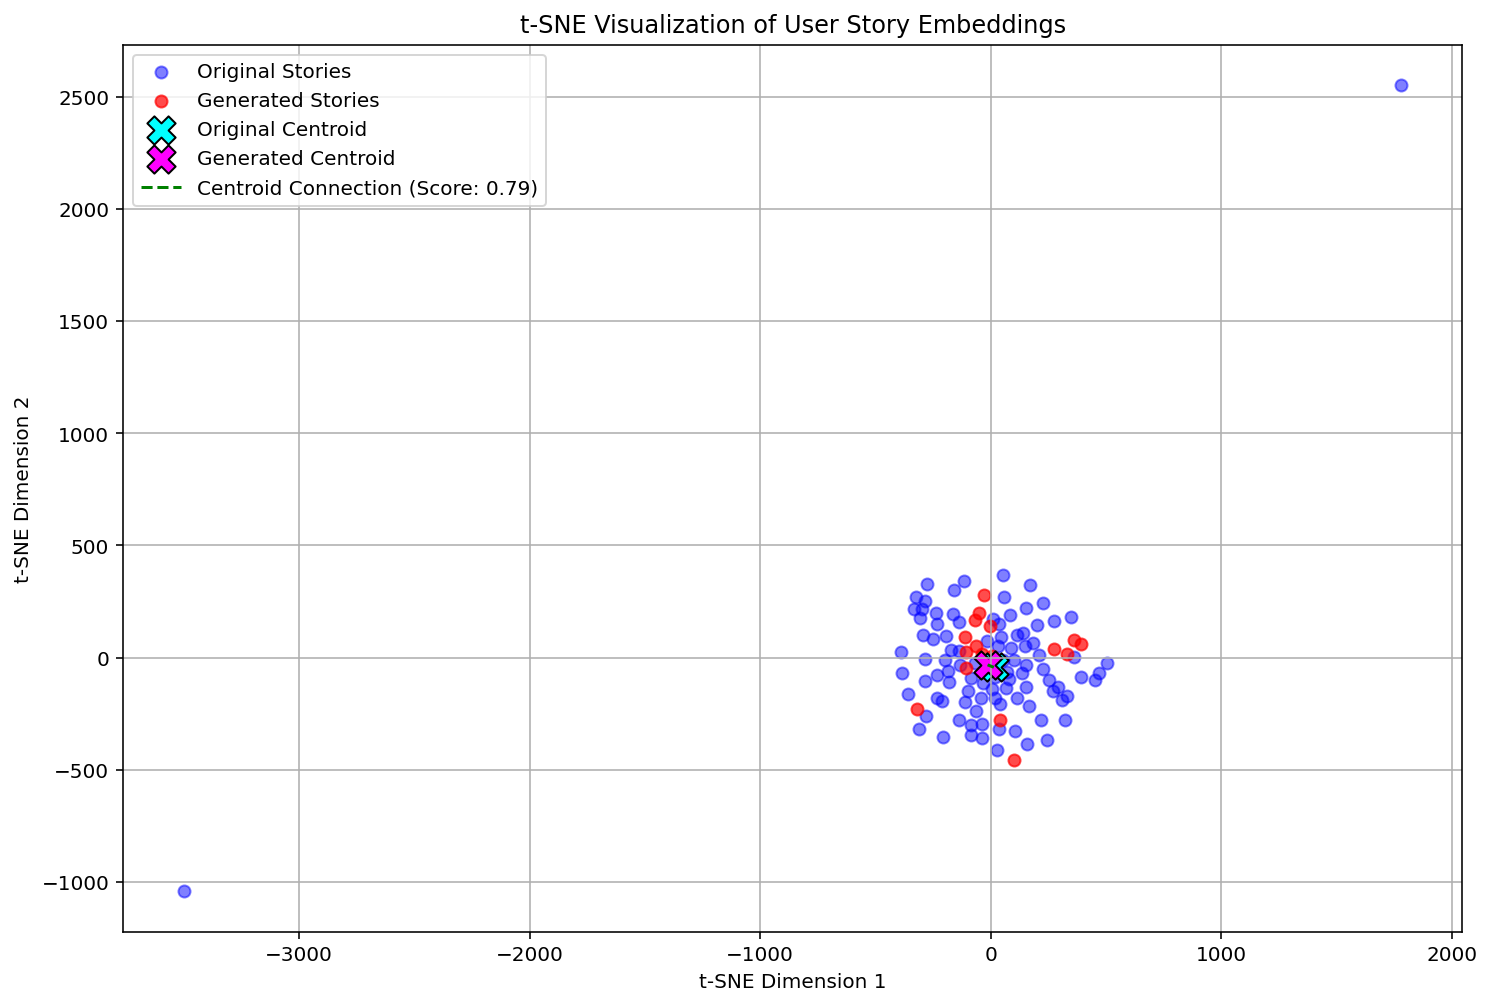 t-SNE Visualization of User Story Embeddings
Original Stories
Generated Stories
Original Centroid
Generated Centroid
Centroid Connection (Score: 0.79)
2500
2000
1500
1000
500
0
−500
−1000
t-SNE Dimension 2
−3000
−2000
−1000
0
1000
2000
t-SNE Dimension 1